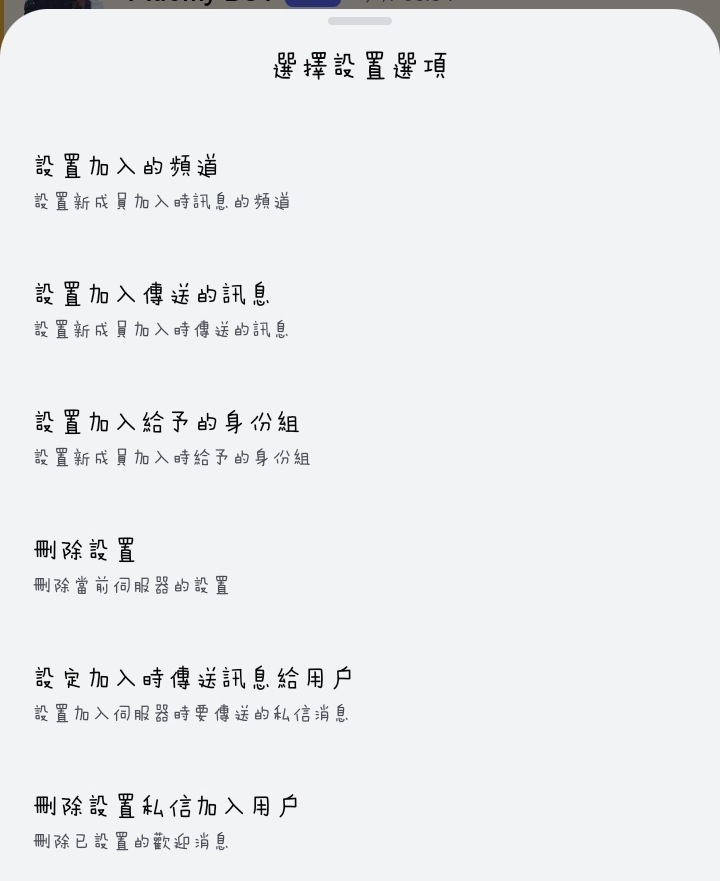 選擇設置選項
設置加入的頻道
設置新成員加入時訊息的頻道
設置加入傳送的訊息
設置新成員加入時傳送的訊息
設置加入給予的身份組
設置新成員加入時給予的身份組
刪除設置
刪除當前伺服器的設置
設定加入時傳送訊息給用戶
設置加入伺服器時要傳送的私信消息
刪除設置私信加入用戶
刪除已設置的歡迎消息